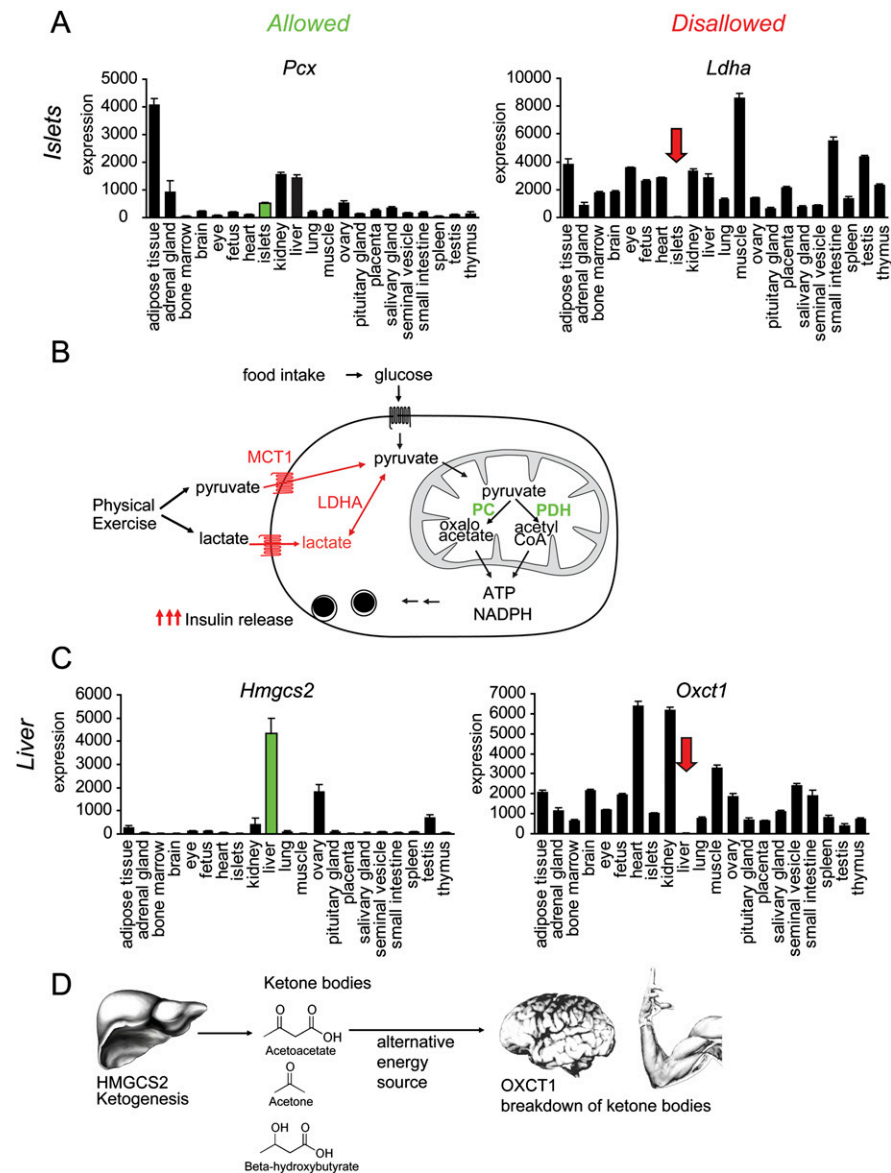 A
Allowed
Disallowed
Islets
Pcx
expression
5000
4000
3000
2000
1000
0
adipose tissue
adrenal gland
bone marrow
brain
eye
fetus
heart
islets
kidney
liver
lung
muscle
ovary
pituitary gland
placenta
salivary gland
seminal vesicle
small intestine
spleen
testis
thymus
Ldha
expression
10000
8000
6000
4000
2000
0
adipose tissue
adrenal gland
bone marrow
brain
eye
fetus
heart
islets
kidney
liver
lung
muscle
ovary
pituitary gland
placenta
salivary gland
seminal vesicle
small intestine
spleen
testis
thymus
B
food intake
glucose
MCT1
pyruvate
pyruvate
LDHA
Physical
Exercise
lactate
lactate
pyruvate
PC
PDH
oxalo
acetate
acetyl
CoA
ATP
NADPH
Insulin release
C
Liver
Hmgcs2
expression
6000
5000
4000
3000
2000
1000
0
adipose tissue
adrenal gland
bone marrow
brain
eye
fetus
heart
islets
kidney
liver
lung
muscle
ovary
pituitary gland
placenta
salivary gland
seminal vesicle
small intestine
spleen
testis
thymus
Oxct1
expression
7000
6000
5000
4000
3000
2000
1000
0
adipose tissue
adrenal gland
bone marrow
brain
eye
fetus
heart
islets
kidney
liver
lung
muscle
ovary
pituitary gland
placenta
salivary gland
seminal vesicle
small intestine
spleen
testis
thymus
D
Ketone bodies
O
O
OH
Acetoacetate
O
Acetone
OH
O
OH
Beta-hydroxybutyrate
HMGCS2
Ketogenesis
alternative
energy
source
OXCT1
breakdown of ketone bodies